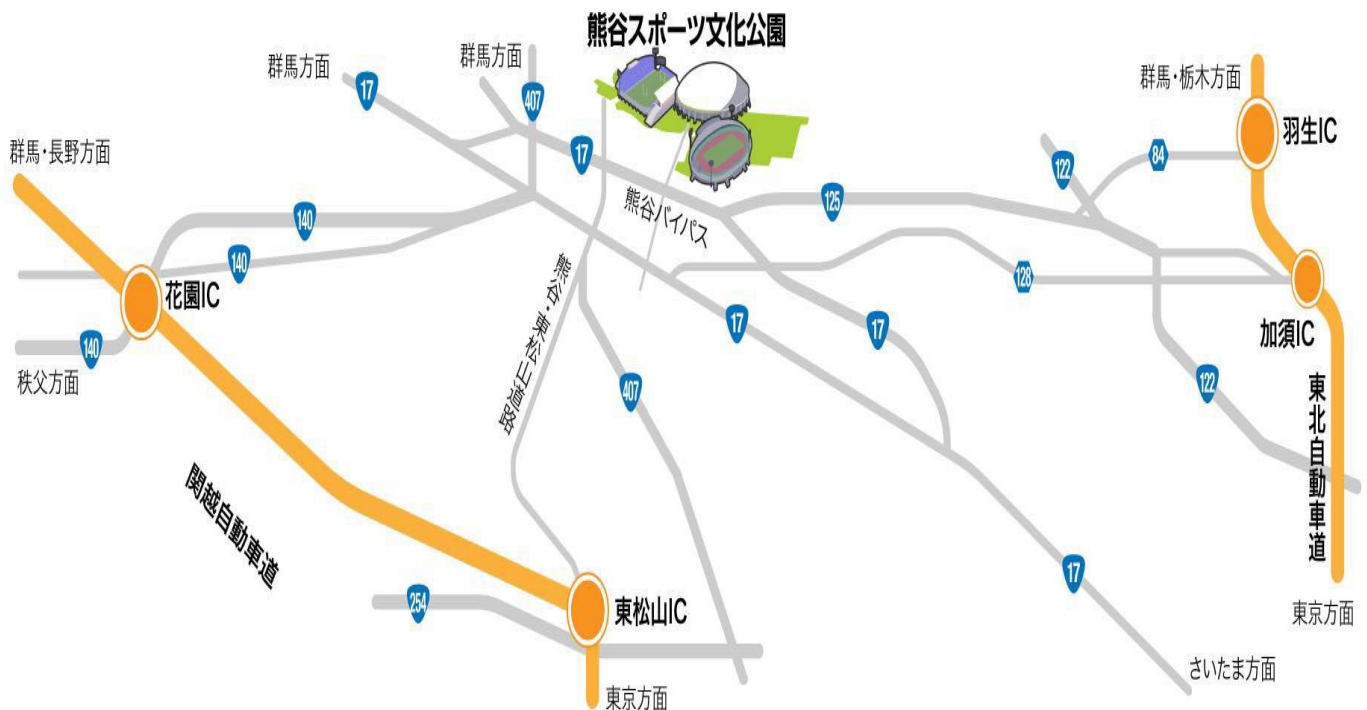 熊谷スポーツ文化公園
群馬方面
群馬方面
群馬・栃木方面
17
407
羽生IC
群馬・長野方面
17
84
122
125
熊谷バイパス
140
140
花園IC
熊谷・東松山道路
128
140
17
17
加須IC
秩父方面
407
122
東北自動車道
関越自動車道
17
254
東松山IC
東京方面
さいたま方面
東京方面